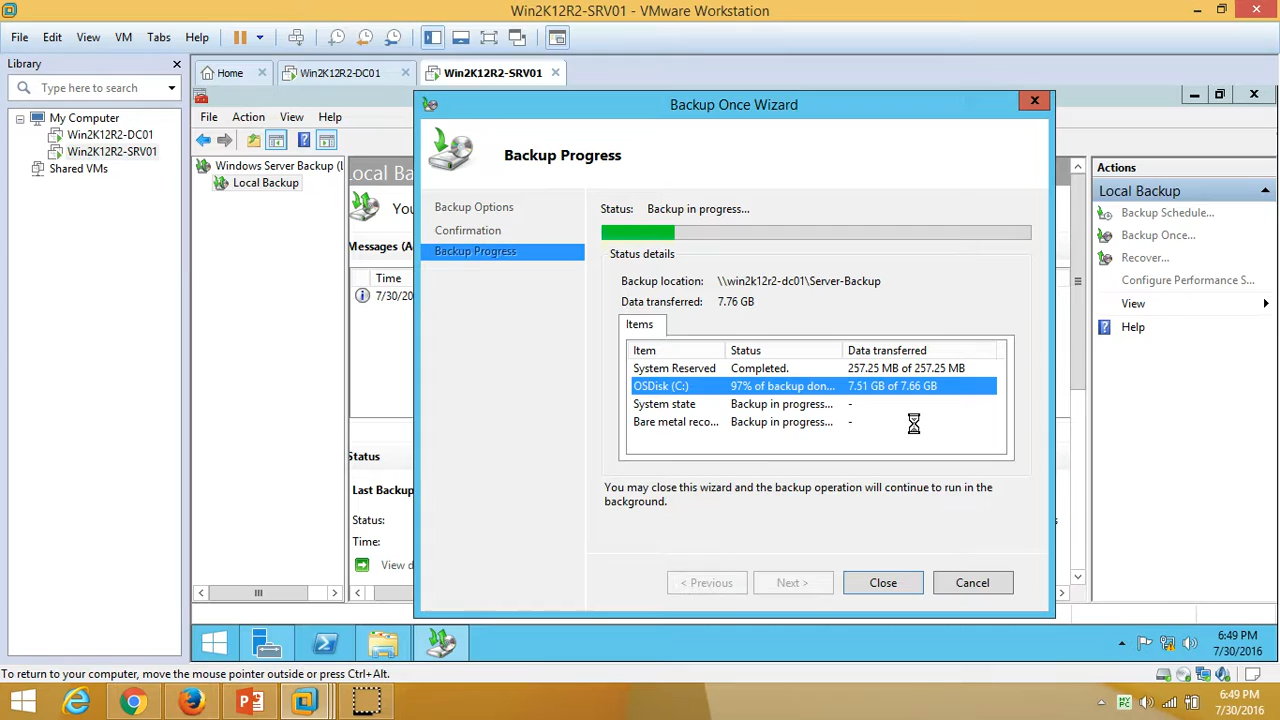 Win2K12R2-SRV01 - VMware Workstation
File Edit View VM Tabs Help
Library
Type here to search
My Computer
Win2K12R2-DC01
Win2K12R2-SRV01
Shared VMs
Home Win2K12R2-DC01 Win2K12R2-SRV01
File Action View Help
Windows Server Backup (L
Local Backup
Local Ba
You
Messages (A
Time
7/30/20
Status
Last Backup
Status:
Time:
View d
Backup Once Wizard
Backup Progress
Backup Options
Confirmation
Backup Progress
Status: Backup in progress...
Status details
Backup location: \\win2k12r2-dc01\Server-Backup
Data transferred: 7.76 GB
Items
Item Status Data transferred
System Reserved Completed. 257.25 MB of 257.25 MB
OSDisk (C:) 97% of backup don... 7.51 GB of 7.66 GB
System state Backup in progress... -
Bare metal reco... Backup in progress... -
You may close this wizard and the backup operation will continue to run in the
background.
< Previous Next > Close Cancel
Actions
Local Backup
Backup Schedule...
Backup Once...
Recover...
Configure Performance S...
View
Help
6:49 PM
7/30/2016
To return to your computer, move the mouse pointer outside or press Ctrl+Alt.
6:49 PM
7/30/2016